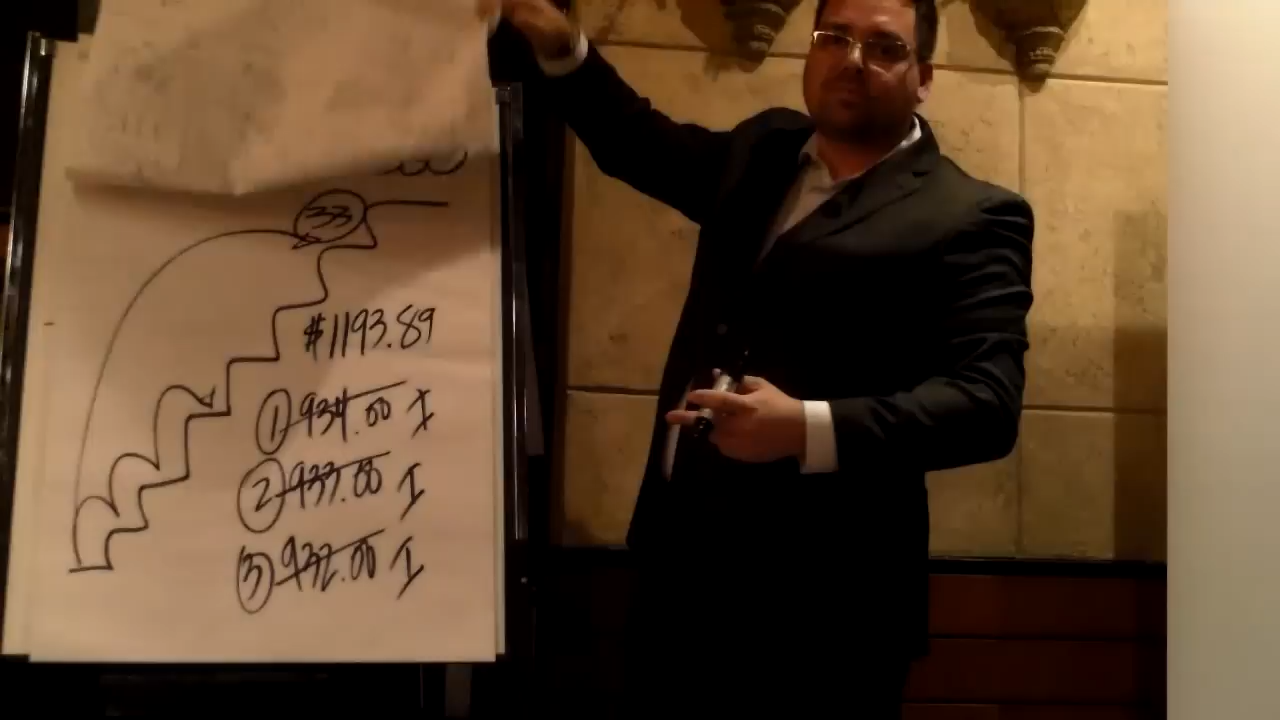 33
$1193.89
① 934.00 I
② 933.00 I
③ 932.00 I